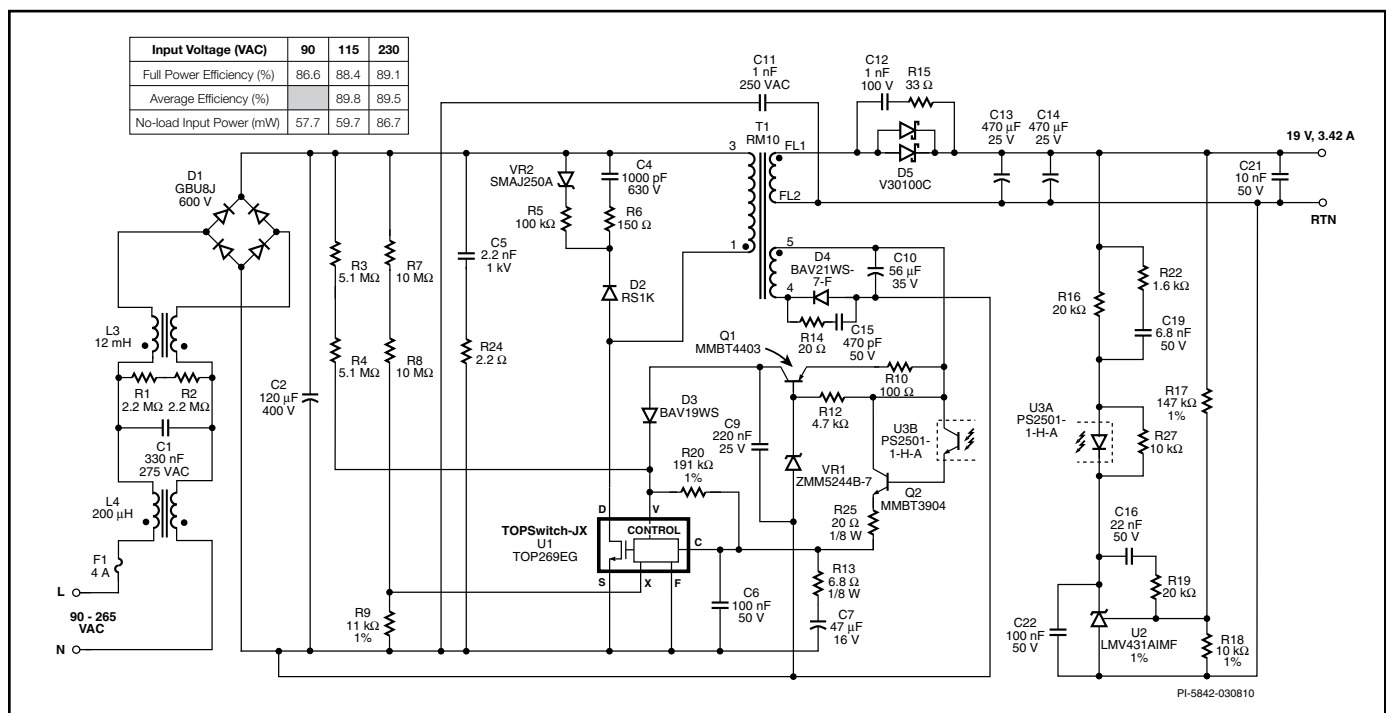 Input Voltage (VAC) 90 115 230
Full Power Efficiency (%) 86.6 88.4 89.1
Average Efficiency (%) 89.8 89.5
No-load Input Power (mW) 57.7 59.7 86.7
C11
1 nF
250 VAC
C12
1 nF
100 V
R15
33 Ω
T1
RM10
3
FL1
FL2
1
5
4
D5
V30100C
C13
470 µF
25 V
C14
470 µF
25 V
19 V, 3.42 A
C21
10 nF
50 V
RTN
D1
GBU8J
600 V
VR2
SMAJ250A
C4
1000 pF
630 V
R5
100 kΩ
R6
150 Ω
C5
2.2 nF
1 kV
R3
5.1 MΩ
R7
10 MΩ
D2
RS1K
D4
BAV21WS-
7-F
C10
56 µF
35 V
R14
20 Ω
C15
470 pF
50 V
R16
20 kΩ
R22
1.6 kΩ
C19
6.8 nF
50 V
L3
12 mH
R1
2.2 MΩ
R2
2.2 MΩ
C1
330 nF
275 VAC
L4
200 µH
F1
4 A
L
90 - 265
VAC
N
C2
120 µF
400 V
R4
5.1 MΩ
R8
10 MΩ
R24
2.2 Ω
Q1
MMBT4403
R10
100 Ω
R12
4.7 kΩ
D3
BAV19WS
C9
220 nF
25 V
U3B
PS2501-
1-H-A
VR1
ZMM5244B-7
Q2
MMBT3904
R20
191 kΩ
1%
R25
20 Ω
1/8 W
R17
147 kΩ
1%
U3A
PS2501-
1-H-A
R27
10 kΩ
TOPSwitch-JX
U1
TOP269EG
D
V
CONTROL
C
S
X
F
R9
11 kΩ
1%
C6
100 nF
50 V
R13
6.8 Ω
1/8 W
C7
47 µF
16 V
C16
22 nF
50 V
R19
20 kΩ
C22
100 nF
50 V
U2
LMV431AIMF
1%
R18
10 kΩ
1%
PI-5842-030810